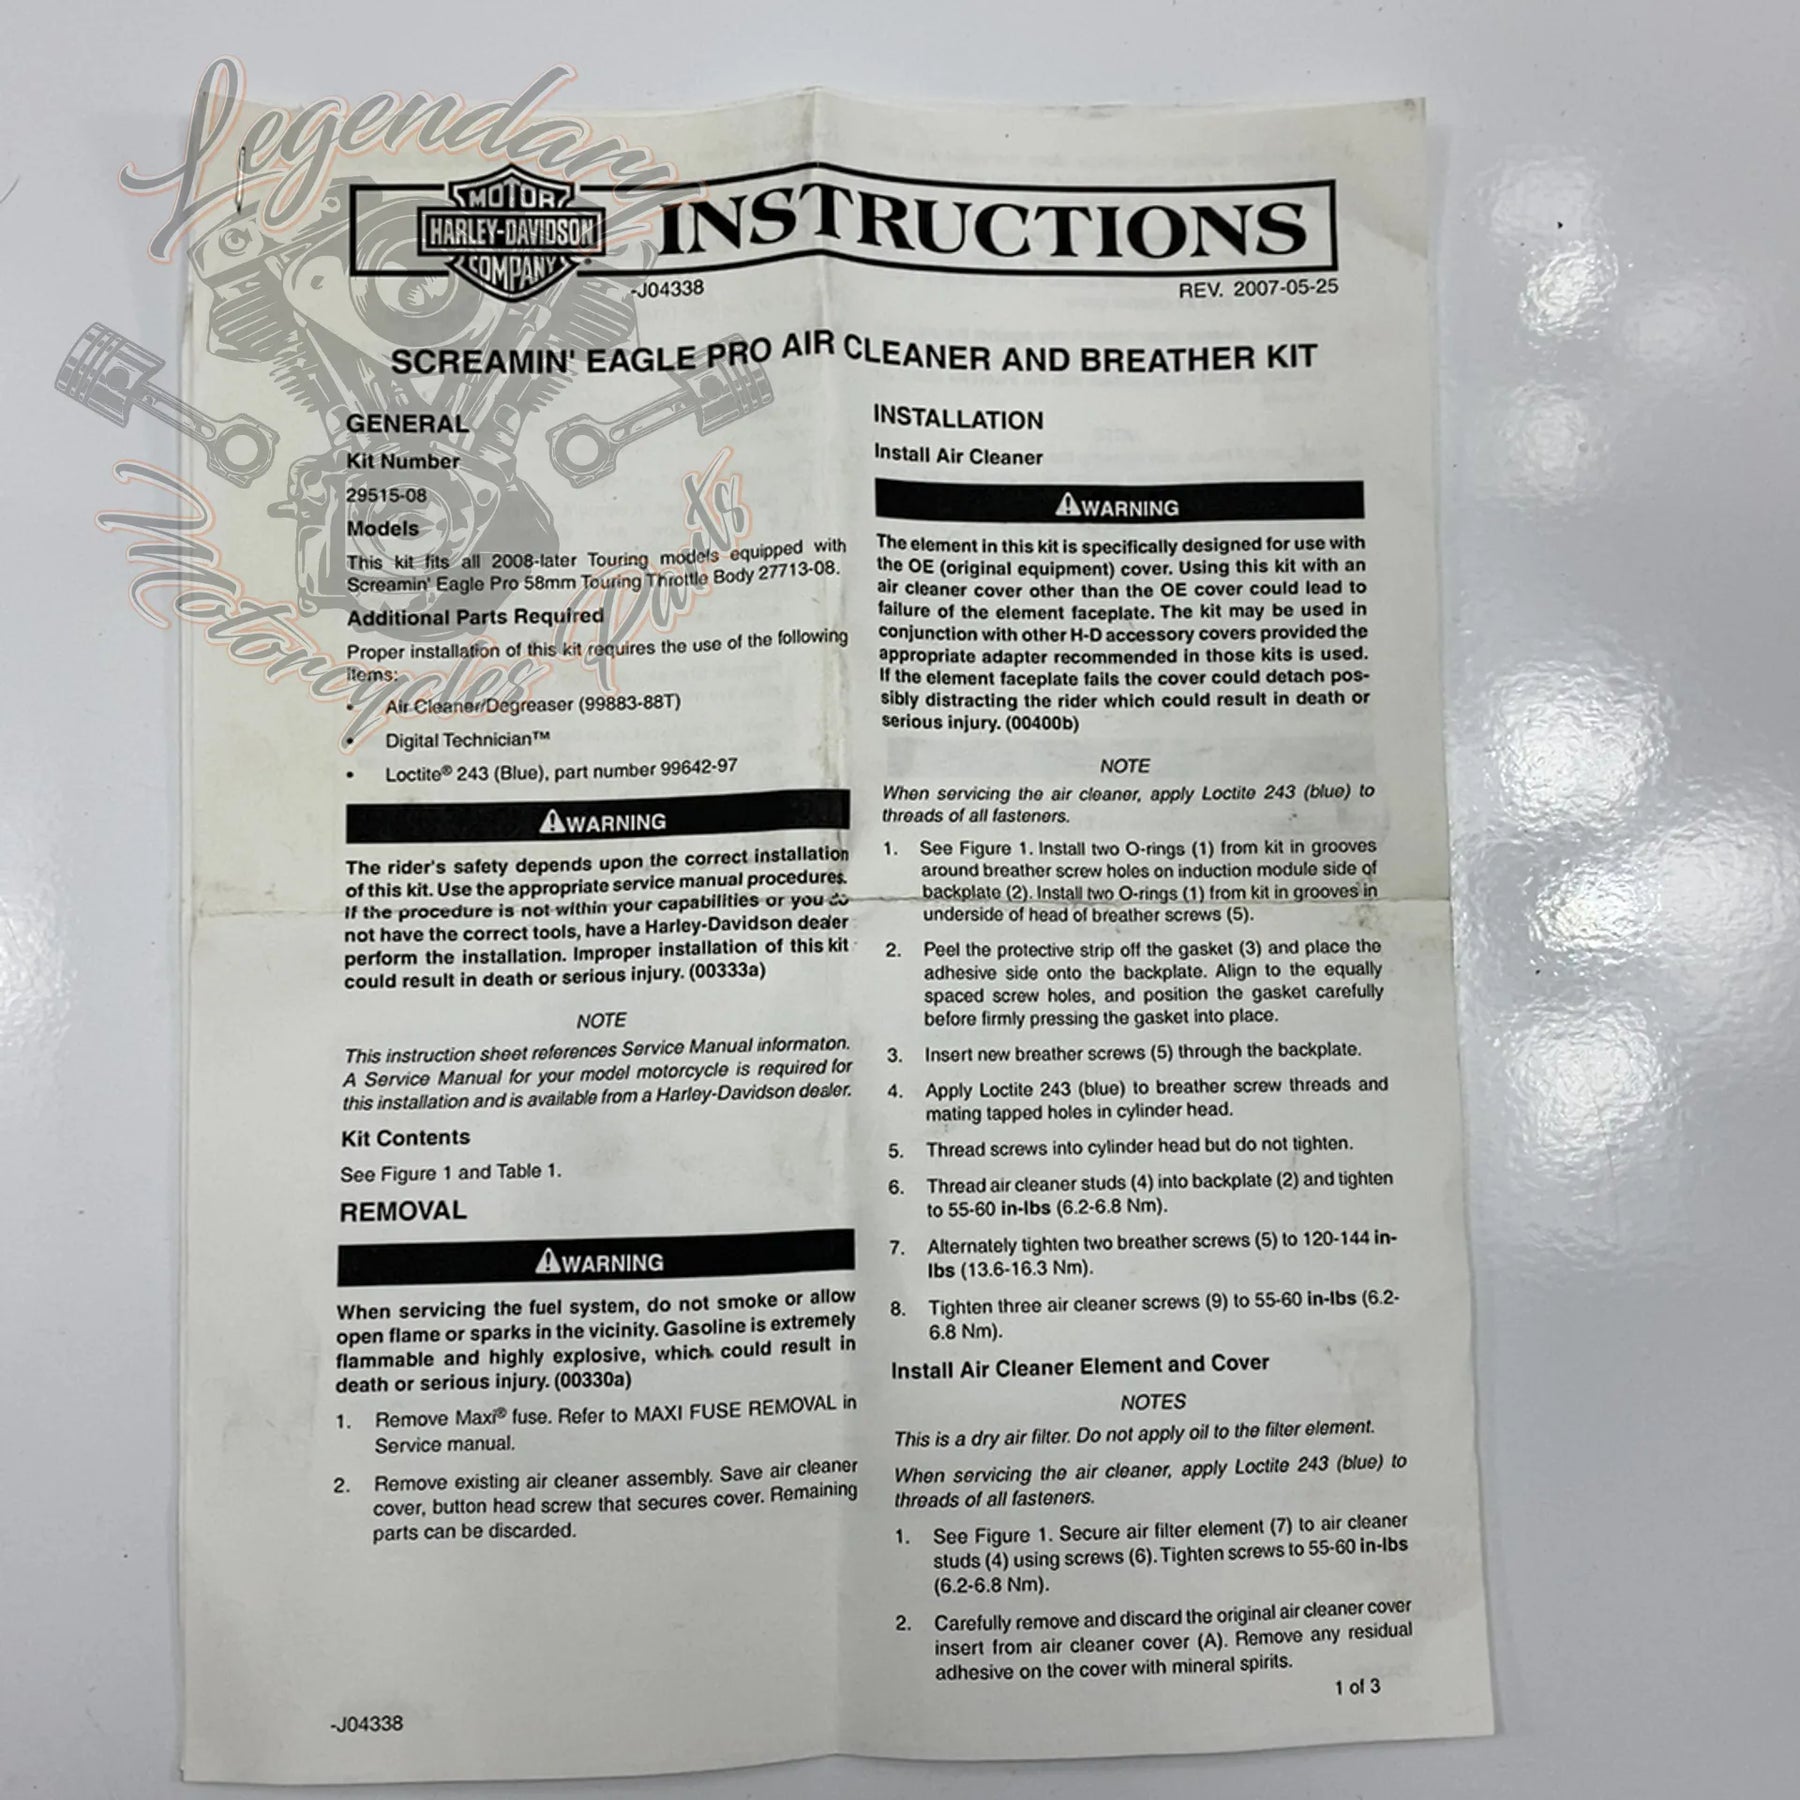 Legendary
Motorcycles Parts
MOTOR
HARLEY-DAVIDSON
COMPANY
INSTRUCTIONS
-J04338
REV. 2007-05-25
SCREAMIN' EAGLE PRO AIR CLEANER AND BREATHER KIT
GENERAL
Kit Number
29515-08
Models
This kit fits all 2008-later Touring models equipped with
Screamin' Eagle Pro 58mm Touring Throttle Body 27713-08.
Additional Parts Required
Proper installation of this kit requires the use of the following
items:
• Air Cleaner/Degreaser (99883-88T)
• Digital Technician™
• Loctite® 243 (Blue), part number 99642-97
⚠WARNING
The rider's safety depends upon the correct installation
of this kit. Use the appropriate service manual procedures.
If the procedure is not within your capabilities or you do
not have the correct tools, have a Harley-Davidson dealer
perform the installation. Improper installation of this kit
could result in death or serious injury. (00333a)
NOTE
This instruction sheet references Service Manual informaton.
A Service Manual for your model motorcycle is required for
this installation and is available from a Harley-Davidson dealer.
Kit Contents
See Figure 1 and Table 1.
REMOVAL
⚠WARNING
When servicing the fuel system, do not smoke or allow
open flame or sparks in the vicinity. Gasoline is extremely
flammable and highly explosive, which could result in
death or serious injury. (00330a)
1. Remove Maxi® fuse. Refer to MAXI FUSE REMOVAL in
Service manual.
2. Remove existing air cleaner assembly. Save air cleaner
cover, button head screw that secures cover. Remaining
parts can be discarded.
INSTALLATION
Install Air Cleaner
⚠WARNING
The element in this kit is specifically designed for use with
the OE (original equipment) cover. Using this kit with an
air cleaner cover other than the OE cover could lead to
failure of the element faceplate. The kit may be used in
conjunction with other H-D accessory covers provided the
appropriate adapter recommended in those kits is used.
If the element faceplate fails the cover could detach pos-
sibly distracting the rider which could result in death or
serious injury. (00400b)
NOTE
When servicing the air cleaner, apply Loctite 243 (blue) to
threads of all fasteners.
1. See Figure 1. Install two O-rings (1) from kit in grooves
around breather screw holes on induction module side of
backplate (2). Install two O-rings (1) from kit in grooves in
underside of head of breather screws (5).
2. Peel the protective strip off the gasket (3) and place the
adhesive side onto the backplate. Align to the equally
spaced screw holes, and position the gasket carefully
before firmly pressing the gasket into place.
3. Insert new breather screws (5) through the backplate.
4. Apply Loctite 243 (blue) to breather screw threads and
mating tapped holes in cylinder head.
5. Thread screws into cylinder head but do not tighten.
6. Thread air cleaner studs (4) into backplate (2) and tighten
to 55-60 in-lbs (6.2-6.8 Nm).
7. Alternately tighten two breather screws (5) to 120-144 in-
lbs (13.6-16.3 Nm).
8. Tighten three air cleaner screws (9) to 55-60 in-lbs (6.2-
6.8 Nm).
Install Air Cleaner Element and Cover
NOTES
This is a dry air filter. Do not apply oil to the filter element.
When servicing the air cleaner, apply Loctite 243 (blue) to
threads of all fasteners.
1. See Figure 1. Secure air filter element (7) to air cleaner
studs (4) using screws (6). Tighten screws to 55-60 in-lbs
(6.2-6.8 Nm).
2. Carefully remove and discard the original air cleaner cover
insert from air cleaner cover (A). Remove any residual
adhesive on the cover with mineral spirits.
-J04338
1 of 3